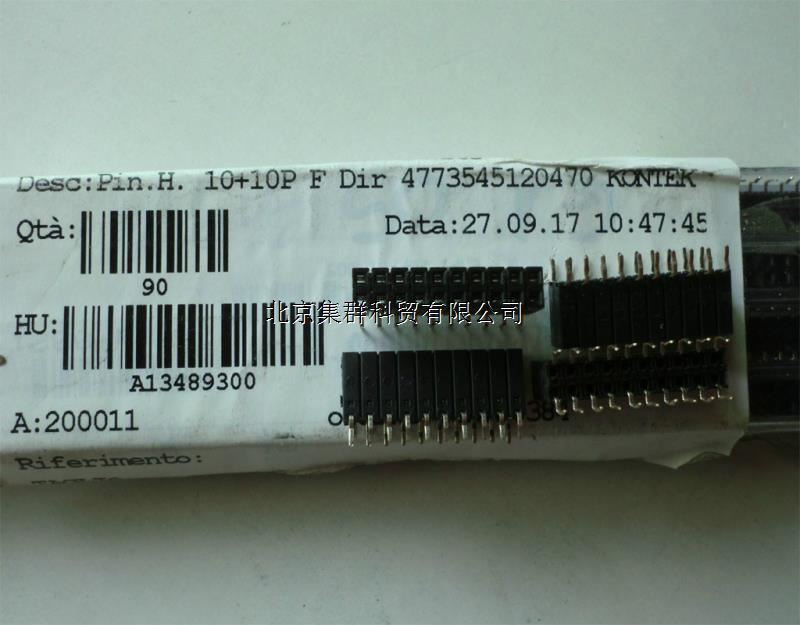 Desc:Pin.H. 10+10P F Dir 4773545120470 KONTEK
Qtà:
Data:27.09.17 10:47:45
90
北京集群科贸有限公司
HU:
A13489300
A:200011
384
Riferimento: